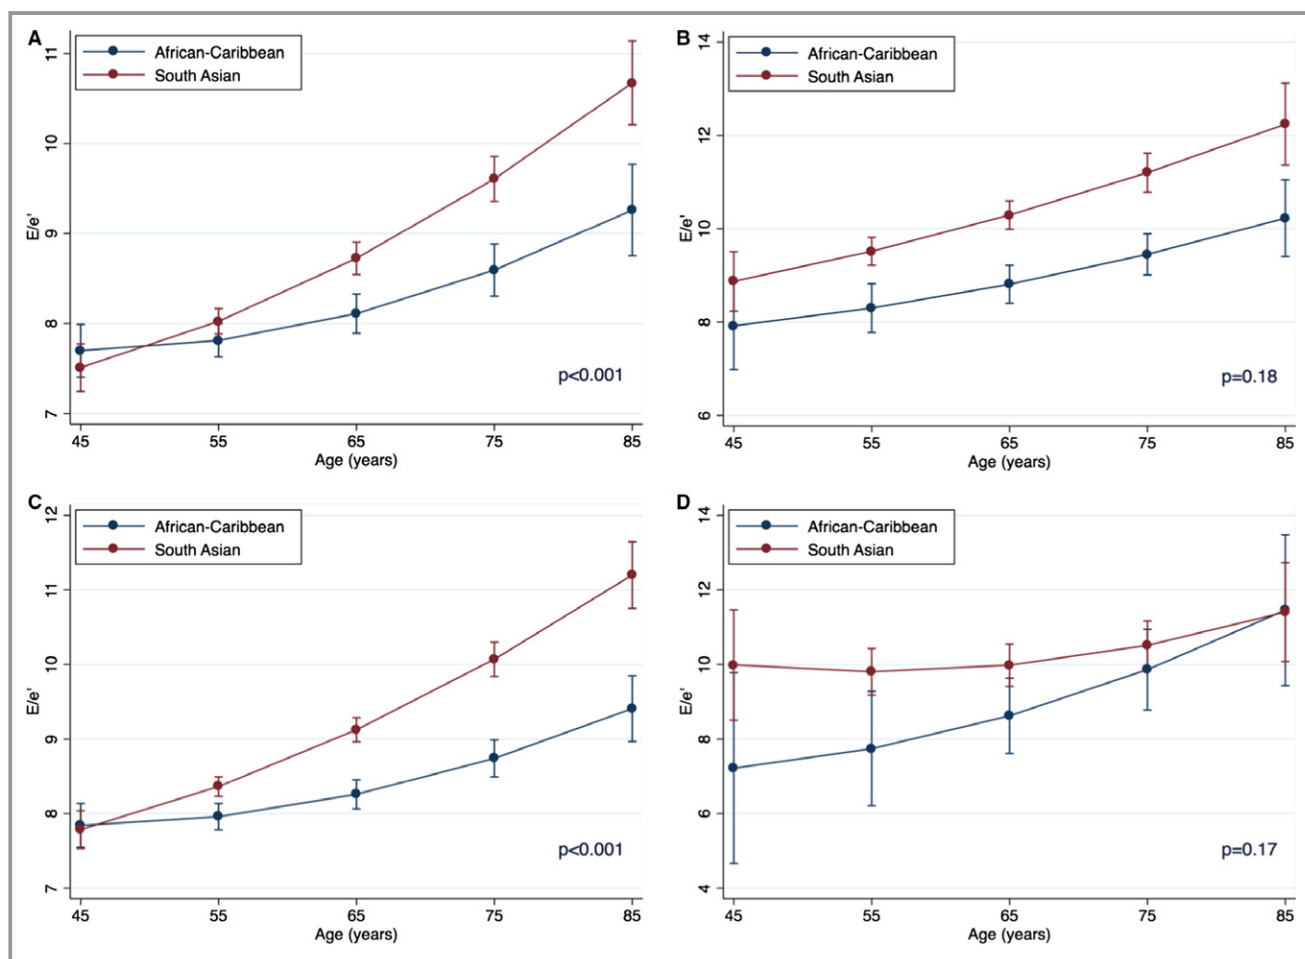 A
African-Caribbean
South Asian
11
10
9
8
7
E/e'
p<0.001
45 55 65 75 85
Age (years)
B
African-Caribbean
South Asian
14
12
10
8
6
E/e'
p=0.18
45 55 65 75 85
Age (years)
C
African-Caribbean
South Asian
12
11
10
9
8
7
E/e'
p<0.001
45 55 65 75 85
Age (years)
D
African-Caribbean
South Asian
14
12
10
8
6
4
E/e'
p=0.17
45 55 65 75 85
Age (years)